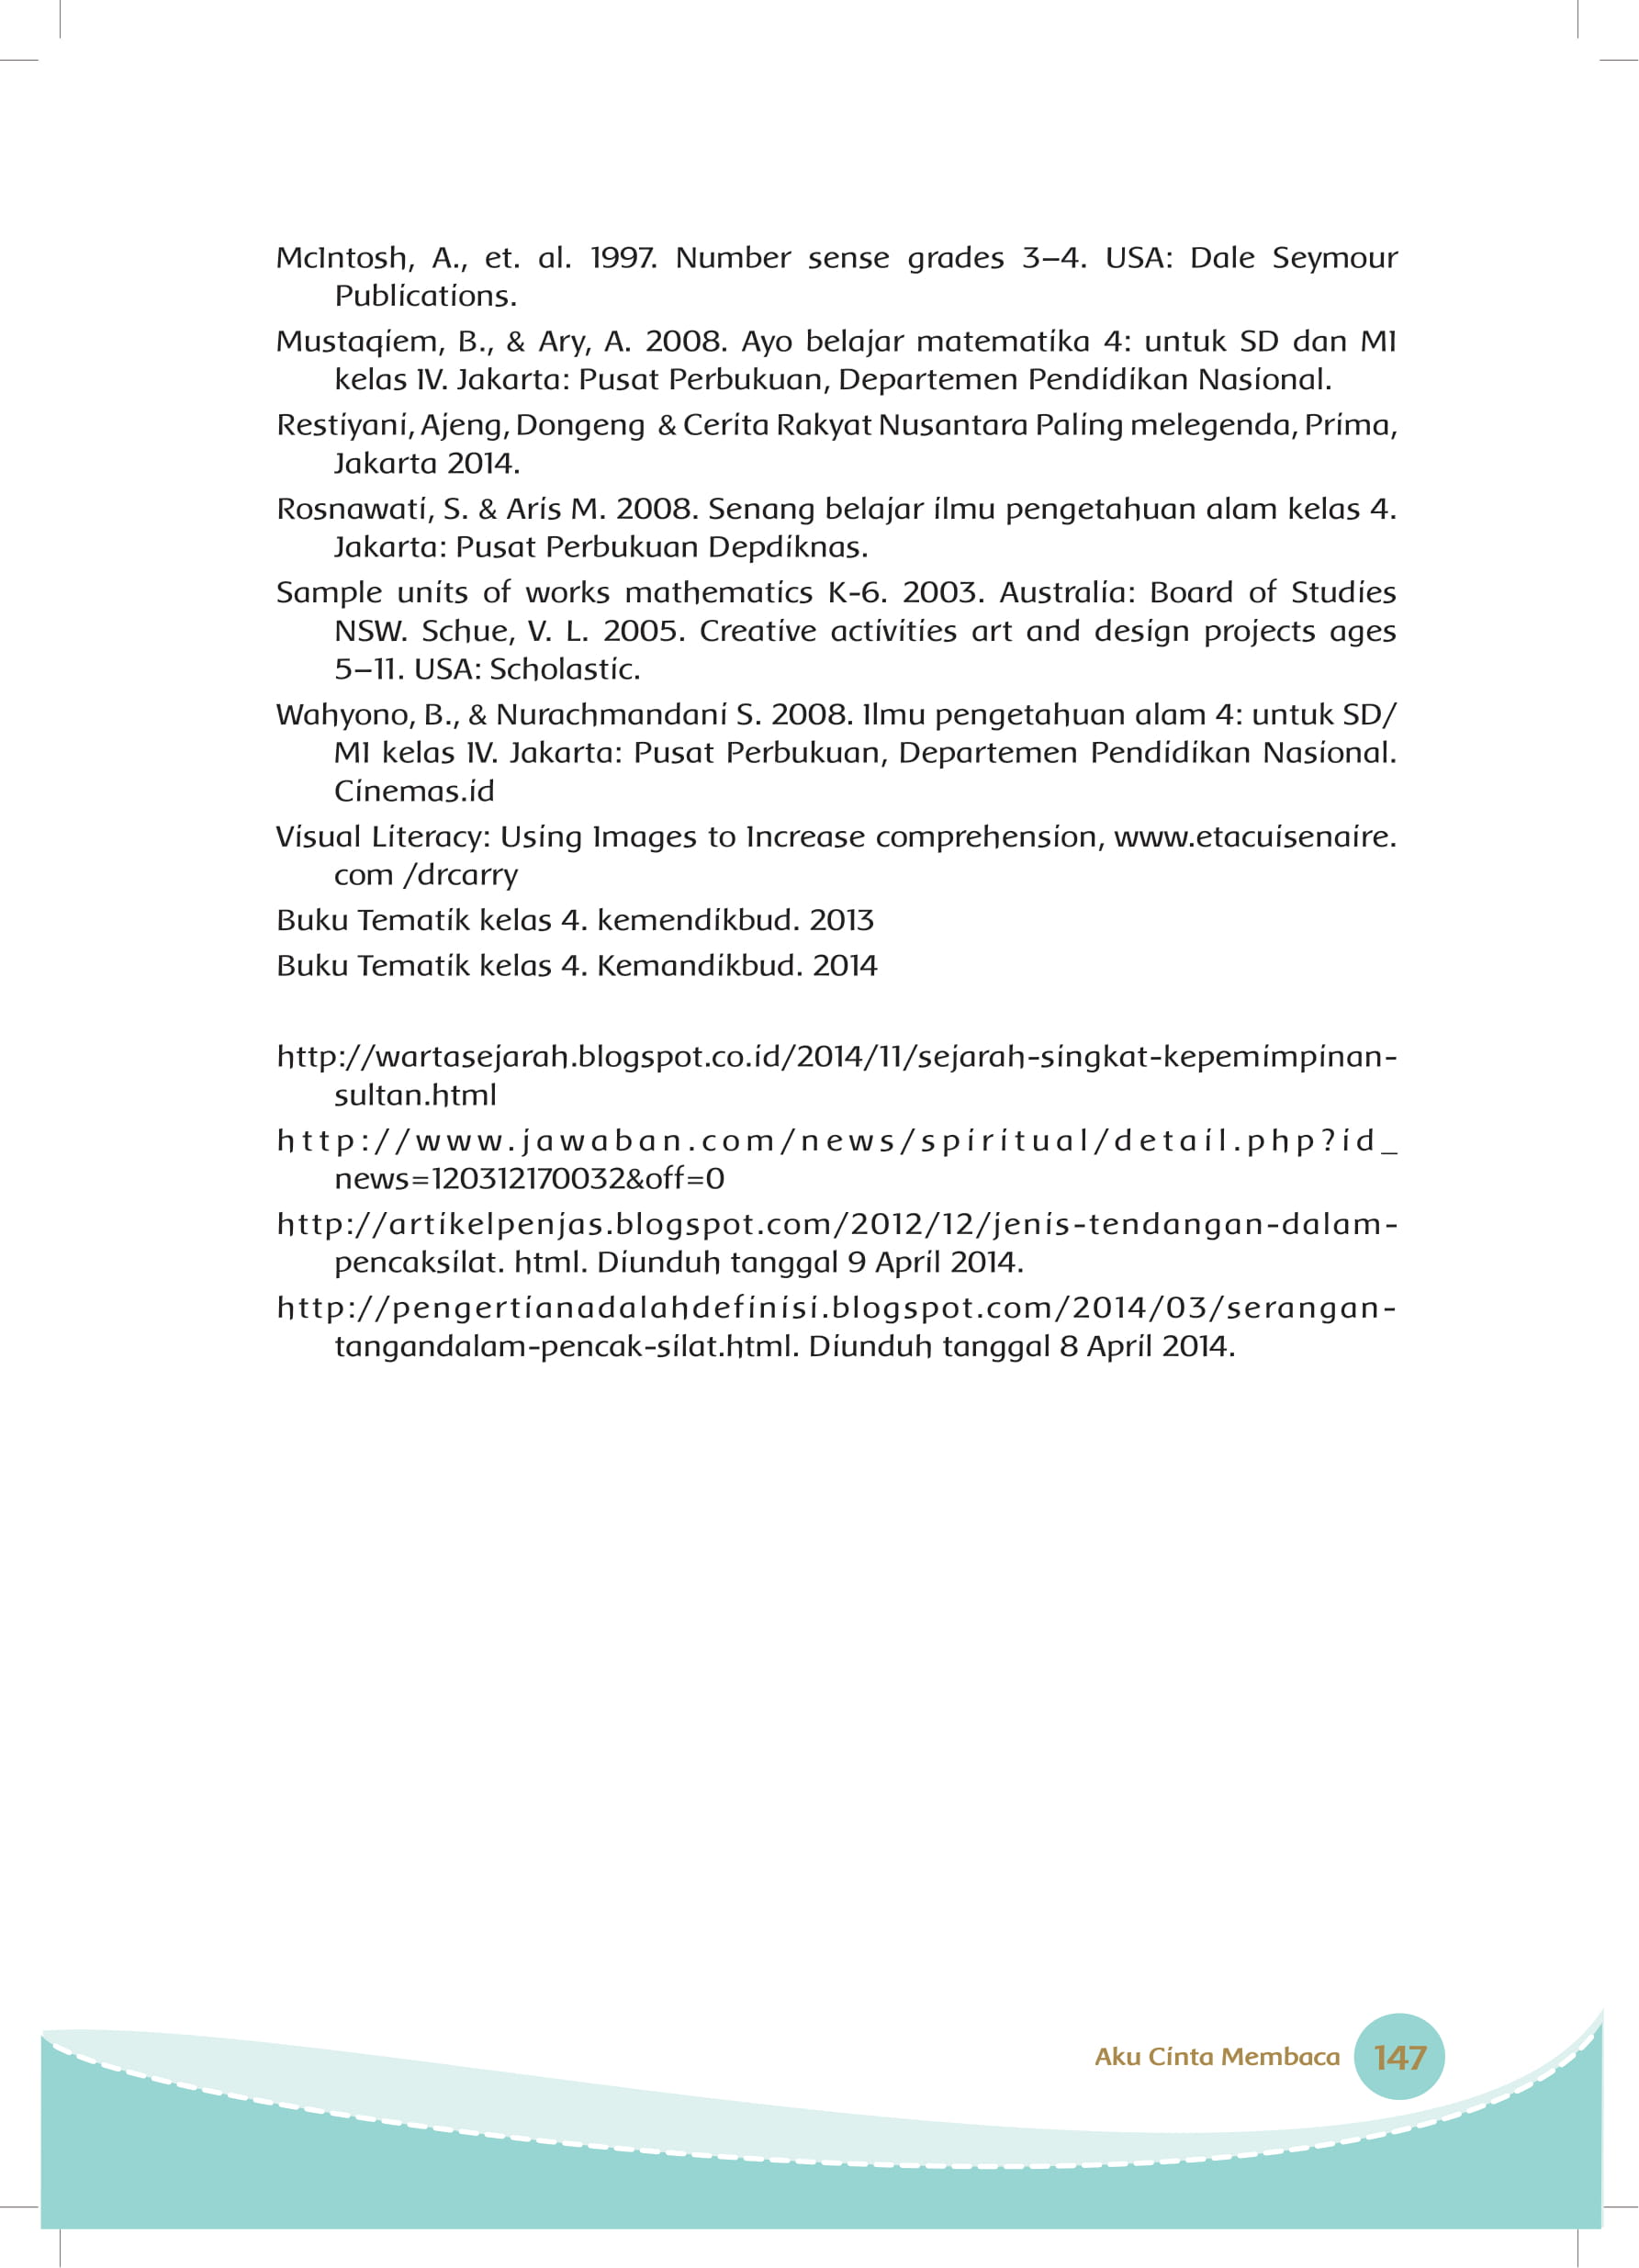 McIntosh, A., et. al. 1997. Number sense grades 3–4. USA: Dale Seymour
Publications.
Mustaqiem, B., & Ary, A. 2008. Ayo belajar matematika 4: untuk SD dan MI
kelas IV. Jakarta: Pusat Perbukuan, Departemen Pendidikan Nasional.
Restiyani, Ajeng, Dongeng & Cerita Rakyat Nusantara Paling melegenda, Prima,
Jakarta 2014.
Rosnawati, S. & Aris M. 2008. Senang belajar ilmu pengetahuan alam kelas 4.
Jakarta: Pusat Perbukuan Depdiknas.
Sample units of works mathematics K-6. 2003. Australia: Board of Studies
NSW. Schue, V. L. 2005. Creative activities art and design projects ages
5–11. USA: Scholastic.
Wahyono, B., & Nurachmandani S. 2008. Ilmu pengetahuan alam 4: untuk SD/
MI kelas IV. Jakarta: Pusat Perbukuan, Departemen Pendidikan Nasional.
Cinemas.id
Visual Literacy: Using Images to Increase comprehension, www.etacuisenaire.
com /drcarry
Buku Tematik kelas 4. kemendikbud. 2013
Buku Tematik kelas 4. Kemandikbud. 2014
http://wartasejarah.blogspot.co.id/2014/11/sejarah-singkat-kepemimpinan-
sultan.html
http://www.jawaban.com/news/spiritual/detail.php?id_
news=120312170032&off=0
http://artikelpenjas.blogspot.com/2012/12/jenis-tendangan-dalam-
pencaksilat. html. Diunduh tanggal 9 April 2014.
http://pengertianadalahdefinisi.blogspot.com/2014/03/serangan-
tangandalam-pencak-silat.html. Diunduh tanggal 8 April 2014.
Aku Cinta Membaca 147